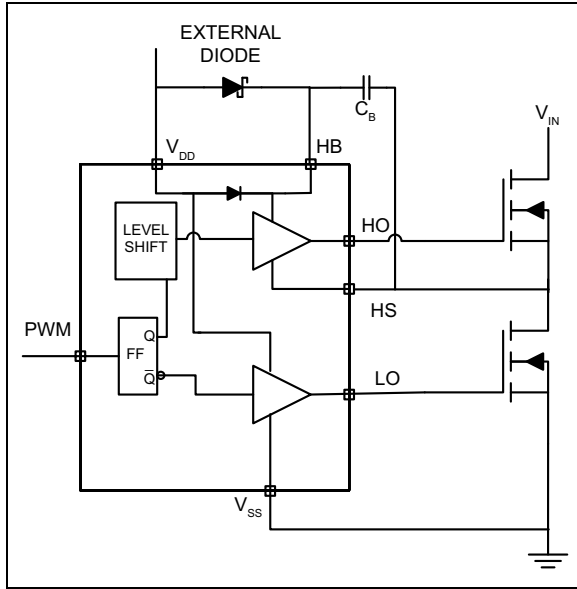 EXTERNAL
DIODE
C_B
V_IN
V_DD
HB
LEVEL
SHIFT
HO
HS
PWM
Q
FF
Q̅
LO
V_SS